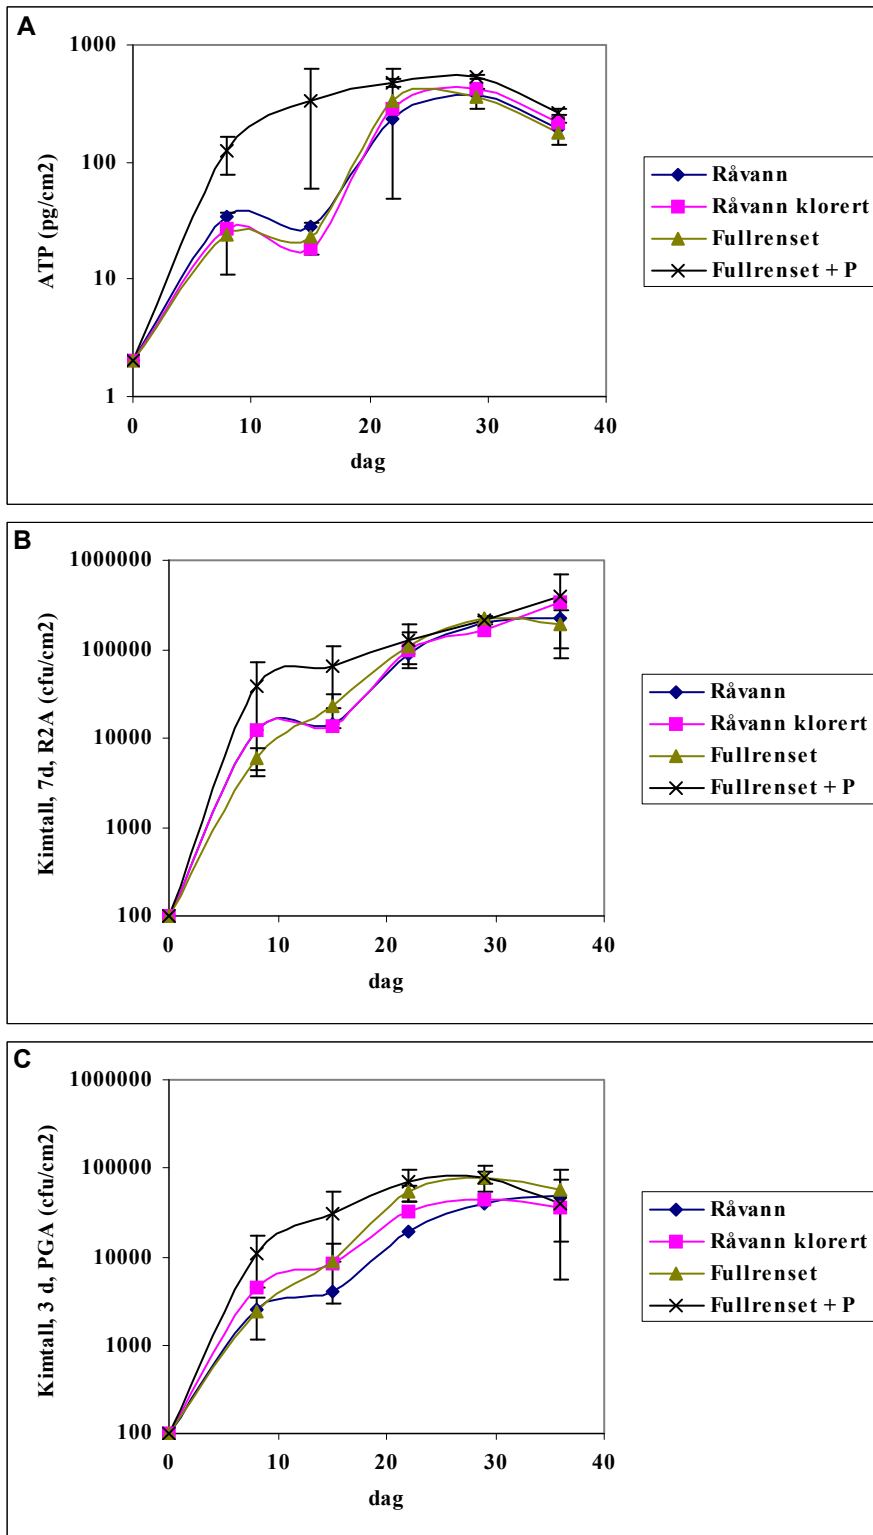 A
1000
100
10
1
ATP (pg/cm2)
0 10 20 30 40
dag
Råvann
Råvann klorert
Fullrenset
Fullrenset + P
B
1000000
100000
10000
1000
100
Kimtall, 7d, R2A (cfu/cm2)
0 10 20 30 40
dag
Råvann
Råvann klorert
Fullrenset
Fullrenset + P
C
1000000
100000
10000
1000
100
Kimtall, 3 d, PGA (cfu/cm2)
0 10 20 30 40
dag
Råvann
Råvann klorert
Fullrenset
Fullrenset + P